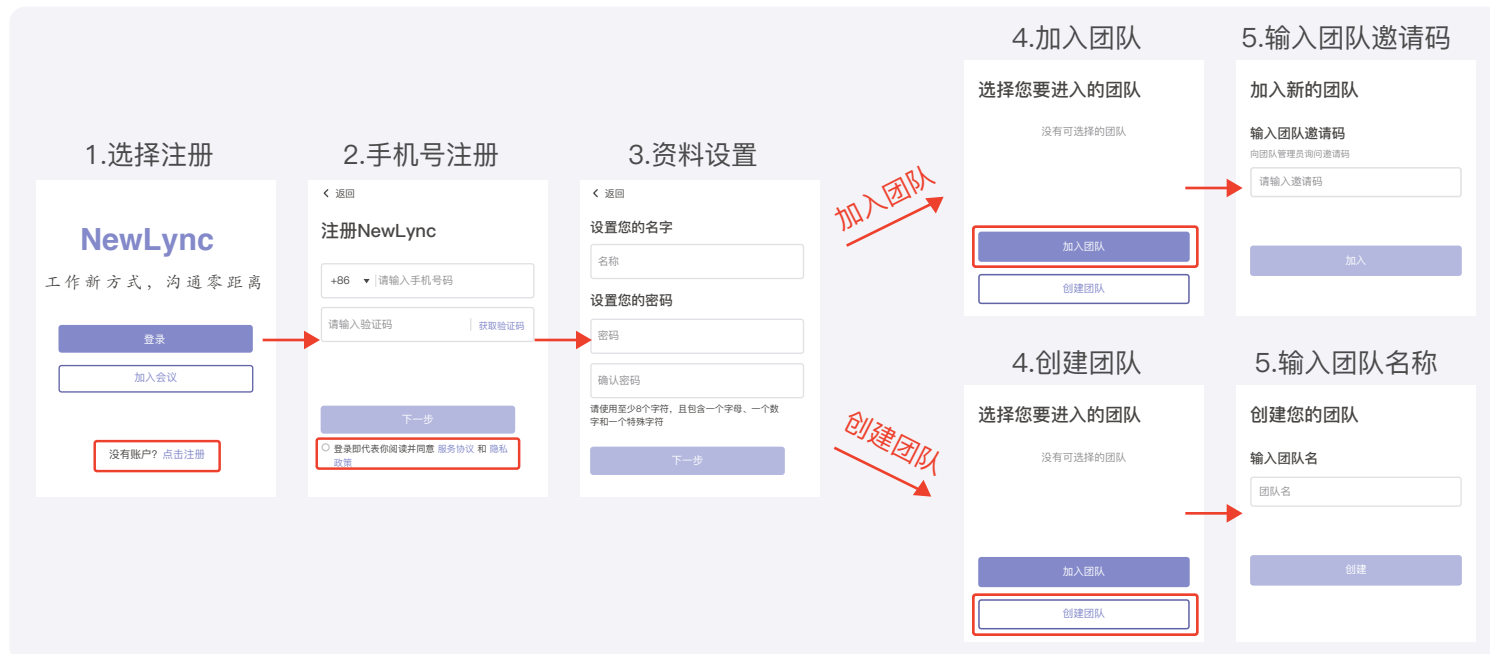 1.选择注册
NewLync
工作新方式，沟通零距离
登录
加入会议
没有账户？点击注册
2.手机号注册
返回
注册NewLync
+86 请输入手机号码
请输入验证码 获取验证码
下一步
登录即代表你阅读并同意 服务协议 和 隐私
政策
3.资料设置
返回
设置您的名字
名称
设置您的密码
密码
确认密码
请使用至少8个字符，且包含一个字母、一个数
字和一个特殊字符
下一步
加入团队
4.加入团队
选择您要进入的团队
没有可选择的团队
加入团队
创建团队
5.输入团队邀请码
加入新的团队
输入团队邀请码
向团队管理员询问邀请码
请输入邀请码
加入
创建团队
4.创建团队
选择您要进入的团队
没有可选择的团队
加入团队
创建团队
5.输入团队名称
创建您的团队
输入团队名
团队名
创建